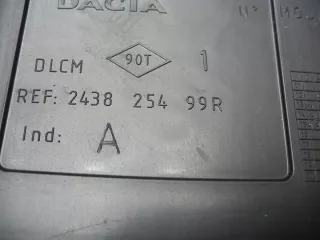 DACIA
DLCM 90T 1
REF: 2438 254 99R
Ind: A